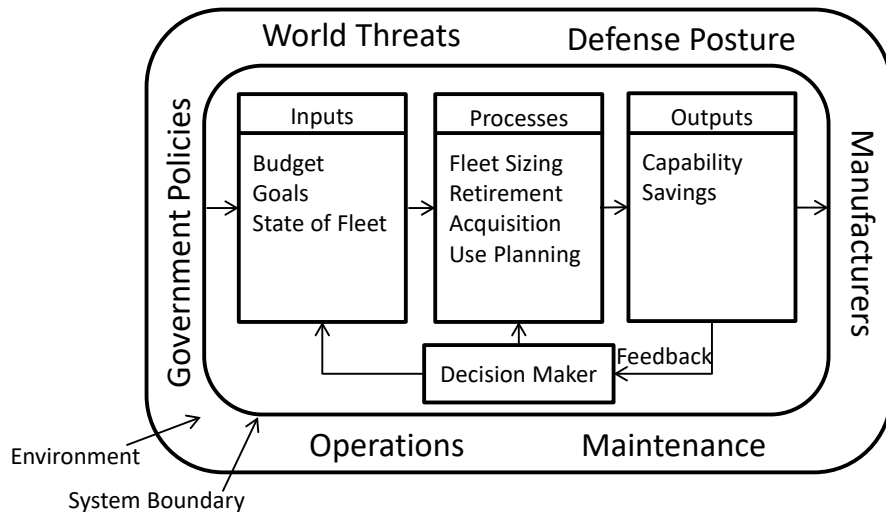 World Threats
Defense Posture
Government Policies
Manufacturers
Inputs
Budget
Goals
State of Fleet
Processes
Fleet Sizing
Retirement
Acquisition
Use Planning
Outputs
Capability
Savings
Feedback
Decision Maker
Operations
Maintenance
Environment
System Boundary